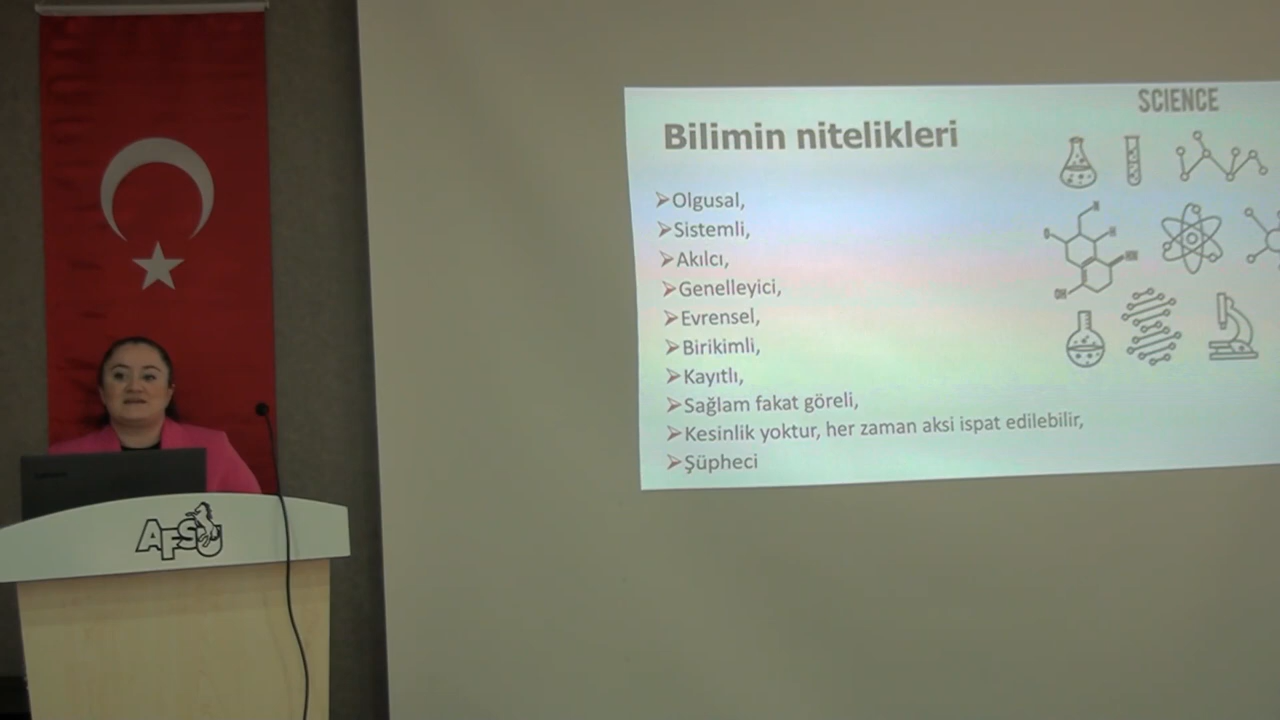 SCIENCE
Bilimin nitelikleri
➢Olgusal,
➢Sistemli,
➢Akılcı,
➢Genelleyici,
➢Evrensel,
➢Birikimli,
➢Kayıtlı,
➢Sağlam fakat göreli,
➢Kesinlik yoktur, her zaman aksi ispat edilebilir,
➢Şüpheci
AFSU